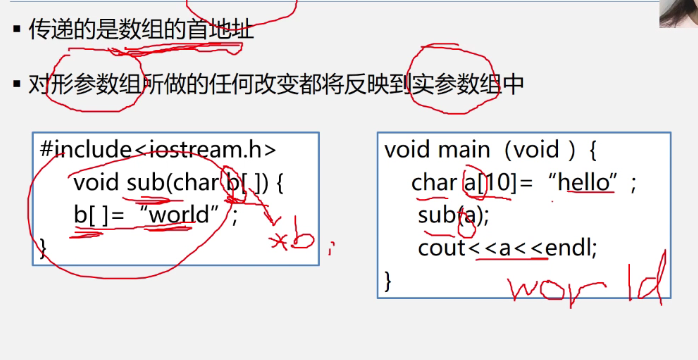 ▪ 传递的是数组的首地址
▪ 对形参数组所做的任何改变都将反映到实参数组中
#include<iostream.h>
void sub(char b[ ]) {
b[ ]= “world” ;
}
*b ;
void main (void ) {
char a[10]= “hello” ;
sub(a);
cout<<a<<endl;
}
world